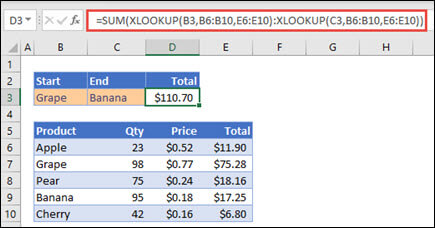 D3 fx =SUM(XLOOKUP(B3,B6:B10,E6:E10):XLOOKUP(C3,B6:B10,E6:E10))
A B C D E F G H
1
2 Start End Total
3 Grape Banana $110.70
4
5 Product Qty Price Total
6 Apple 23 $0.52 $11.90
7 Grape 98 $0.77 $75.28
8 Pear 75 $0.24 $18.16
9 Banana 95 $0.18 $17.25
10 Cherry 42 $0.16 $6.80